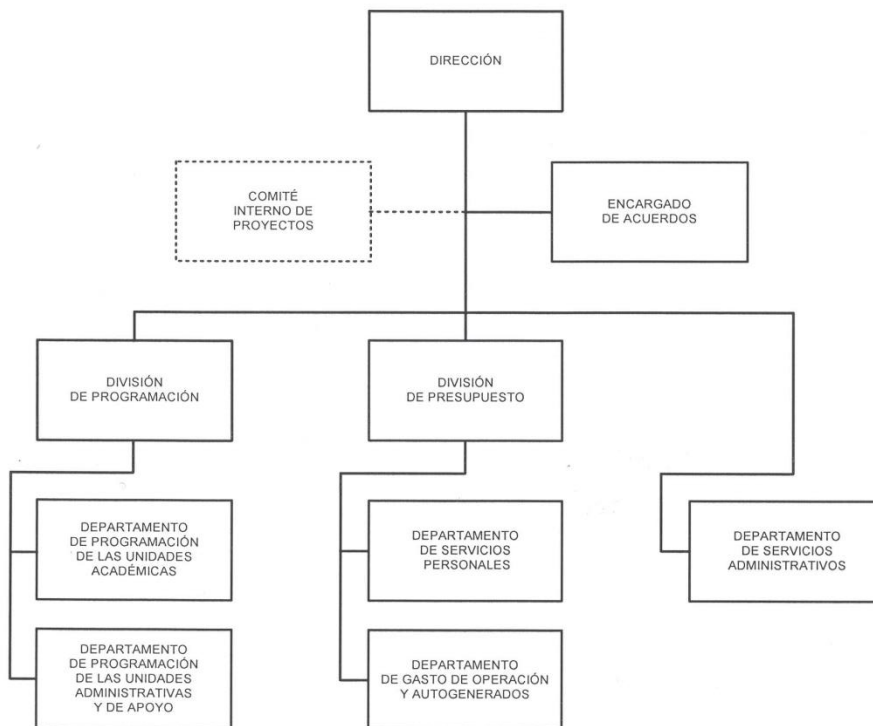 DIRECCIÓN
COMITÉ
INTERNO DE
PROYECTOS
ENCARGADO
DE ACUERDOS
DIVISIÓN
DE PROGRAMACIÓN
DIVISIÓN
DE PRESUPUESTO
DEPARTAMENTO
DE PROGRAMACIÓN
DE LAS UNIDADES
ACADÉMICAS
DEPARTAMENTO
DE SERVICIOS
PERSONALES
DEPARTAMENTO
DE SERVICIOS
ADMINISTRATIVOS
DEPARTAMENTO
DE PROGRAMACIÓN
DE LAS UNIDADES
ADMINISTRATIVAS
Y DE APOYO
DEPARTAMENTO
DE GASTO DE OPERACIÓN
Y AUTOGENERADOS